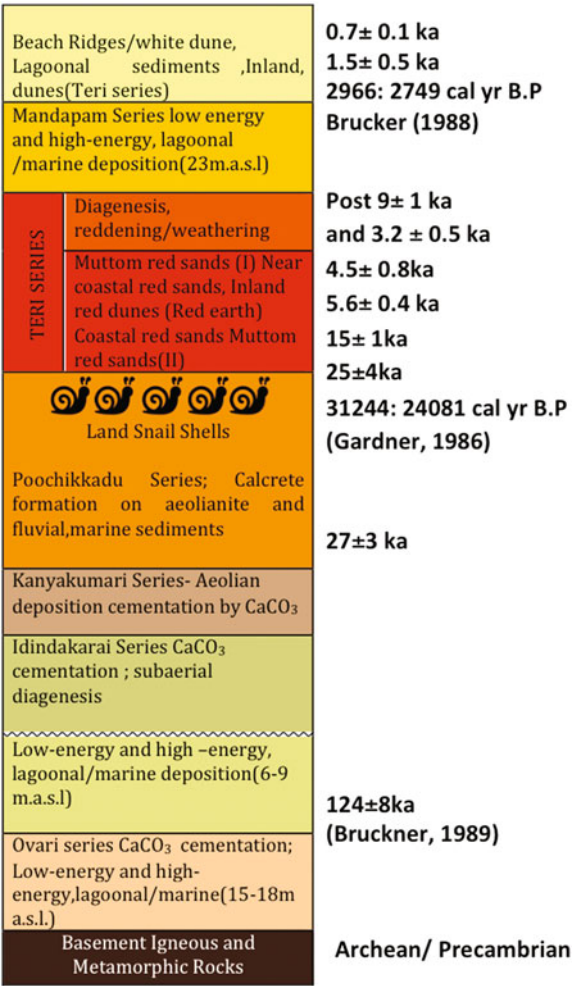 Beach Ridges/white dune,
Lagoonal sediments ,Inland,
dunes(Teri series)
0.7± 0.1 ka
1.5± 0.5 ka
2966: 2749 cal yr B.P
Brucker (1988)
Mandapam Series low energy
and high-energy, lagoonal
/marine deposition(23m.a.s.l)
TERI SERIES
Diagenesis,
reddening/weathering
Post 9± 1 ka
and 3.2 ± 0.5 ka
Muttom red sands (I) Near
coastal red sands, Inland
red dunes (Red earth)
Coastal red sands Muttom
red sands(II)
4.5± 0.8ka
5.6± 0.4 ka
15± 1ka
25±4ka
31244: 24081 cal yr B.P
(Gardner, 1986)
Land Snail Shells
Poochikkadu Series; Calcrete
formation on aeolianite and
fluvial,marine sediments
27±3 ka
Kanyakumari Series- Aeolian
deposition cementation by CaCO₃
Idindakarai Series CaCO₃
cementation ; subaerial
diagenesis
Low-energy and high –energy,
lagoonal/marine deposition(6-9
m.a.s.l)
124±8ka
(Bruckner, 1989)
Ovari series CaCO₃ cementation;
Low-energy and high-
energy,lagoonal/marine(15-18m
a.s.l.)
Basement Igneous and
Metamorphic Rocks
Archean/ Precambrian